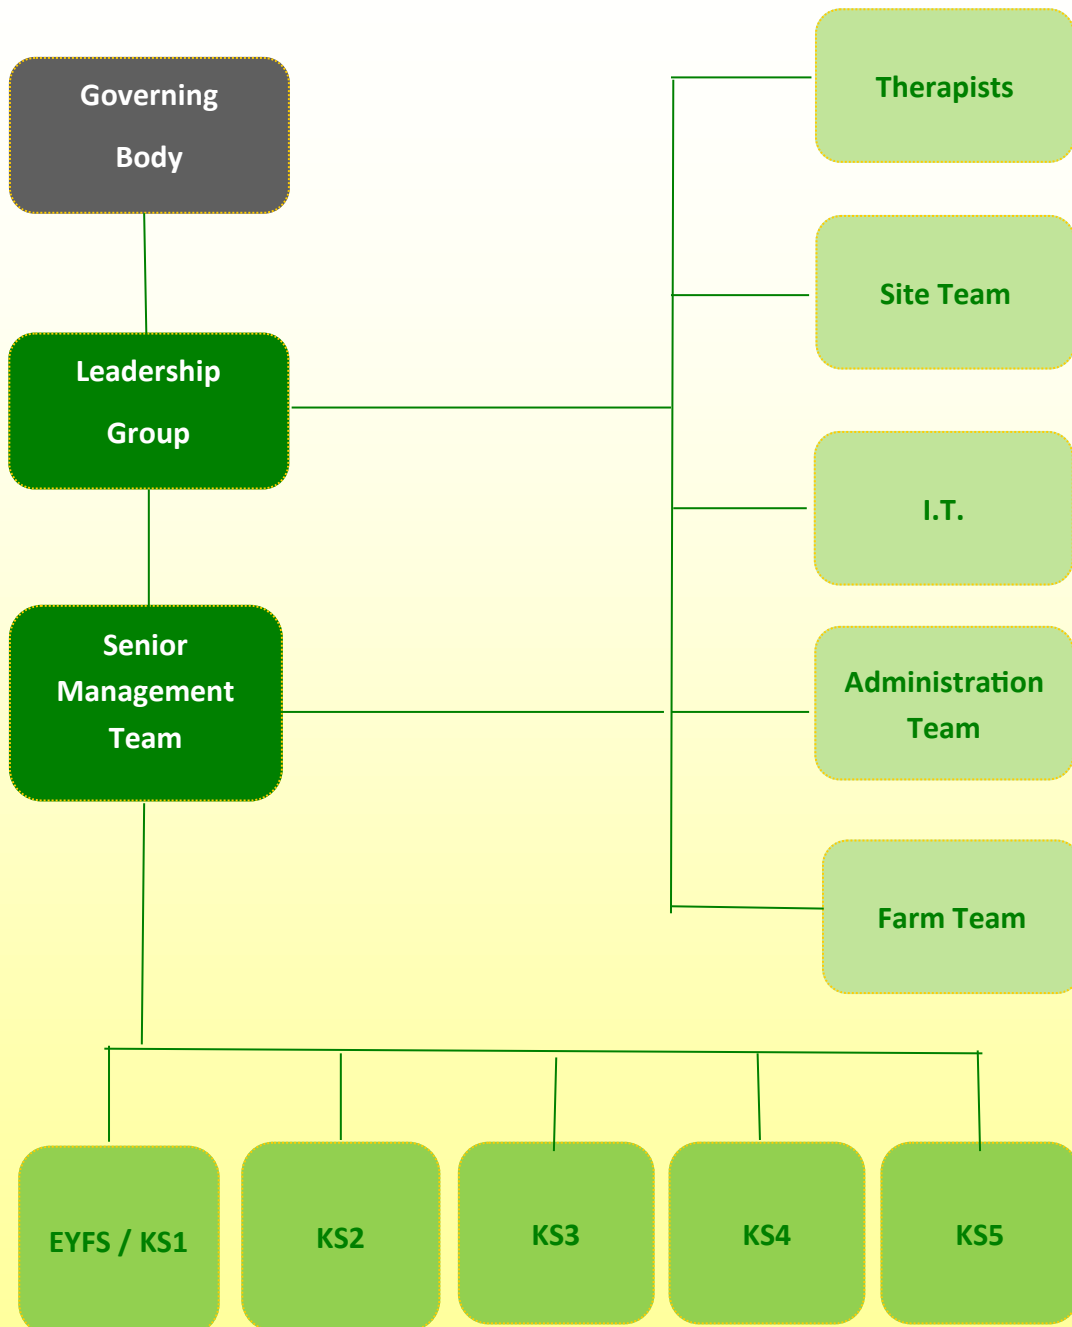 Governing
Body
Therapists
Site Team
Leadership
Group
I.T.
Senior
Management
Team
Administration
Team
Farm Team
EYFS / KS1
KS2
KS3
KS4
KS5